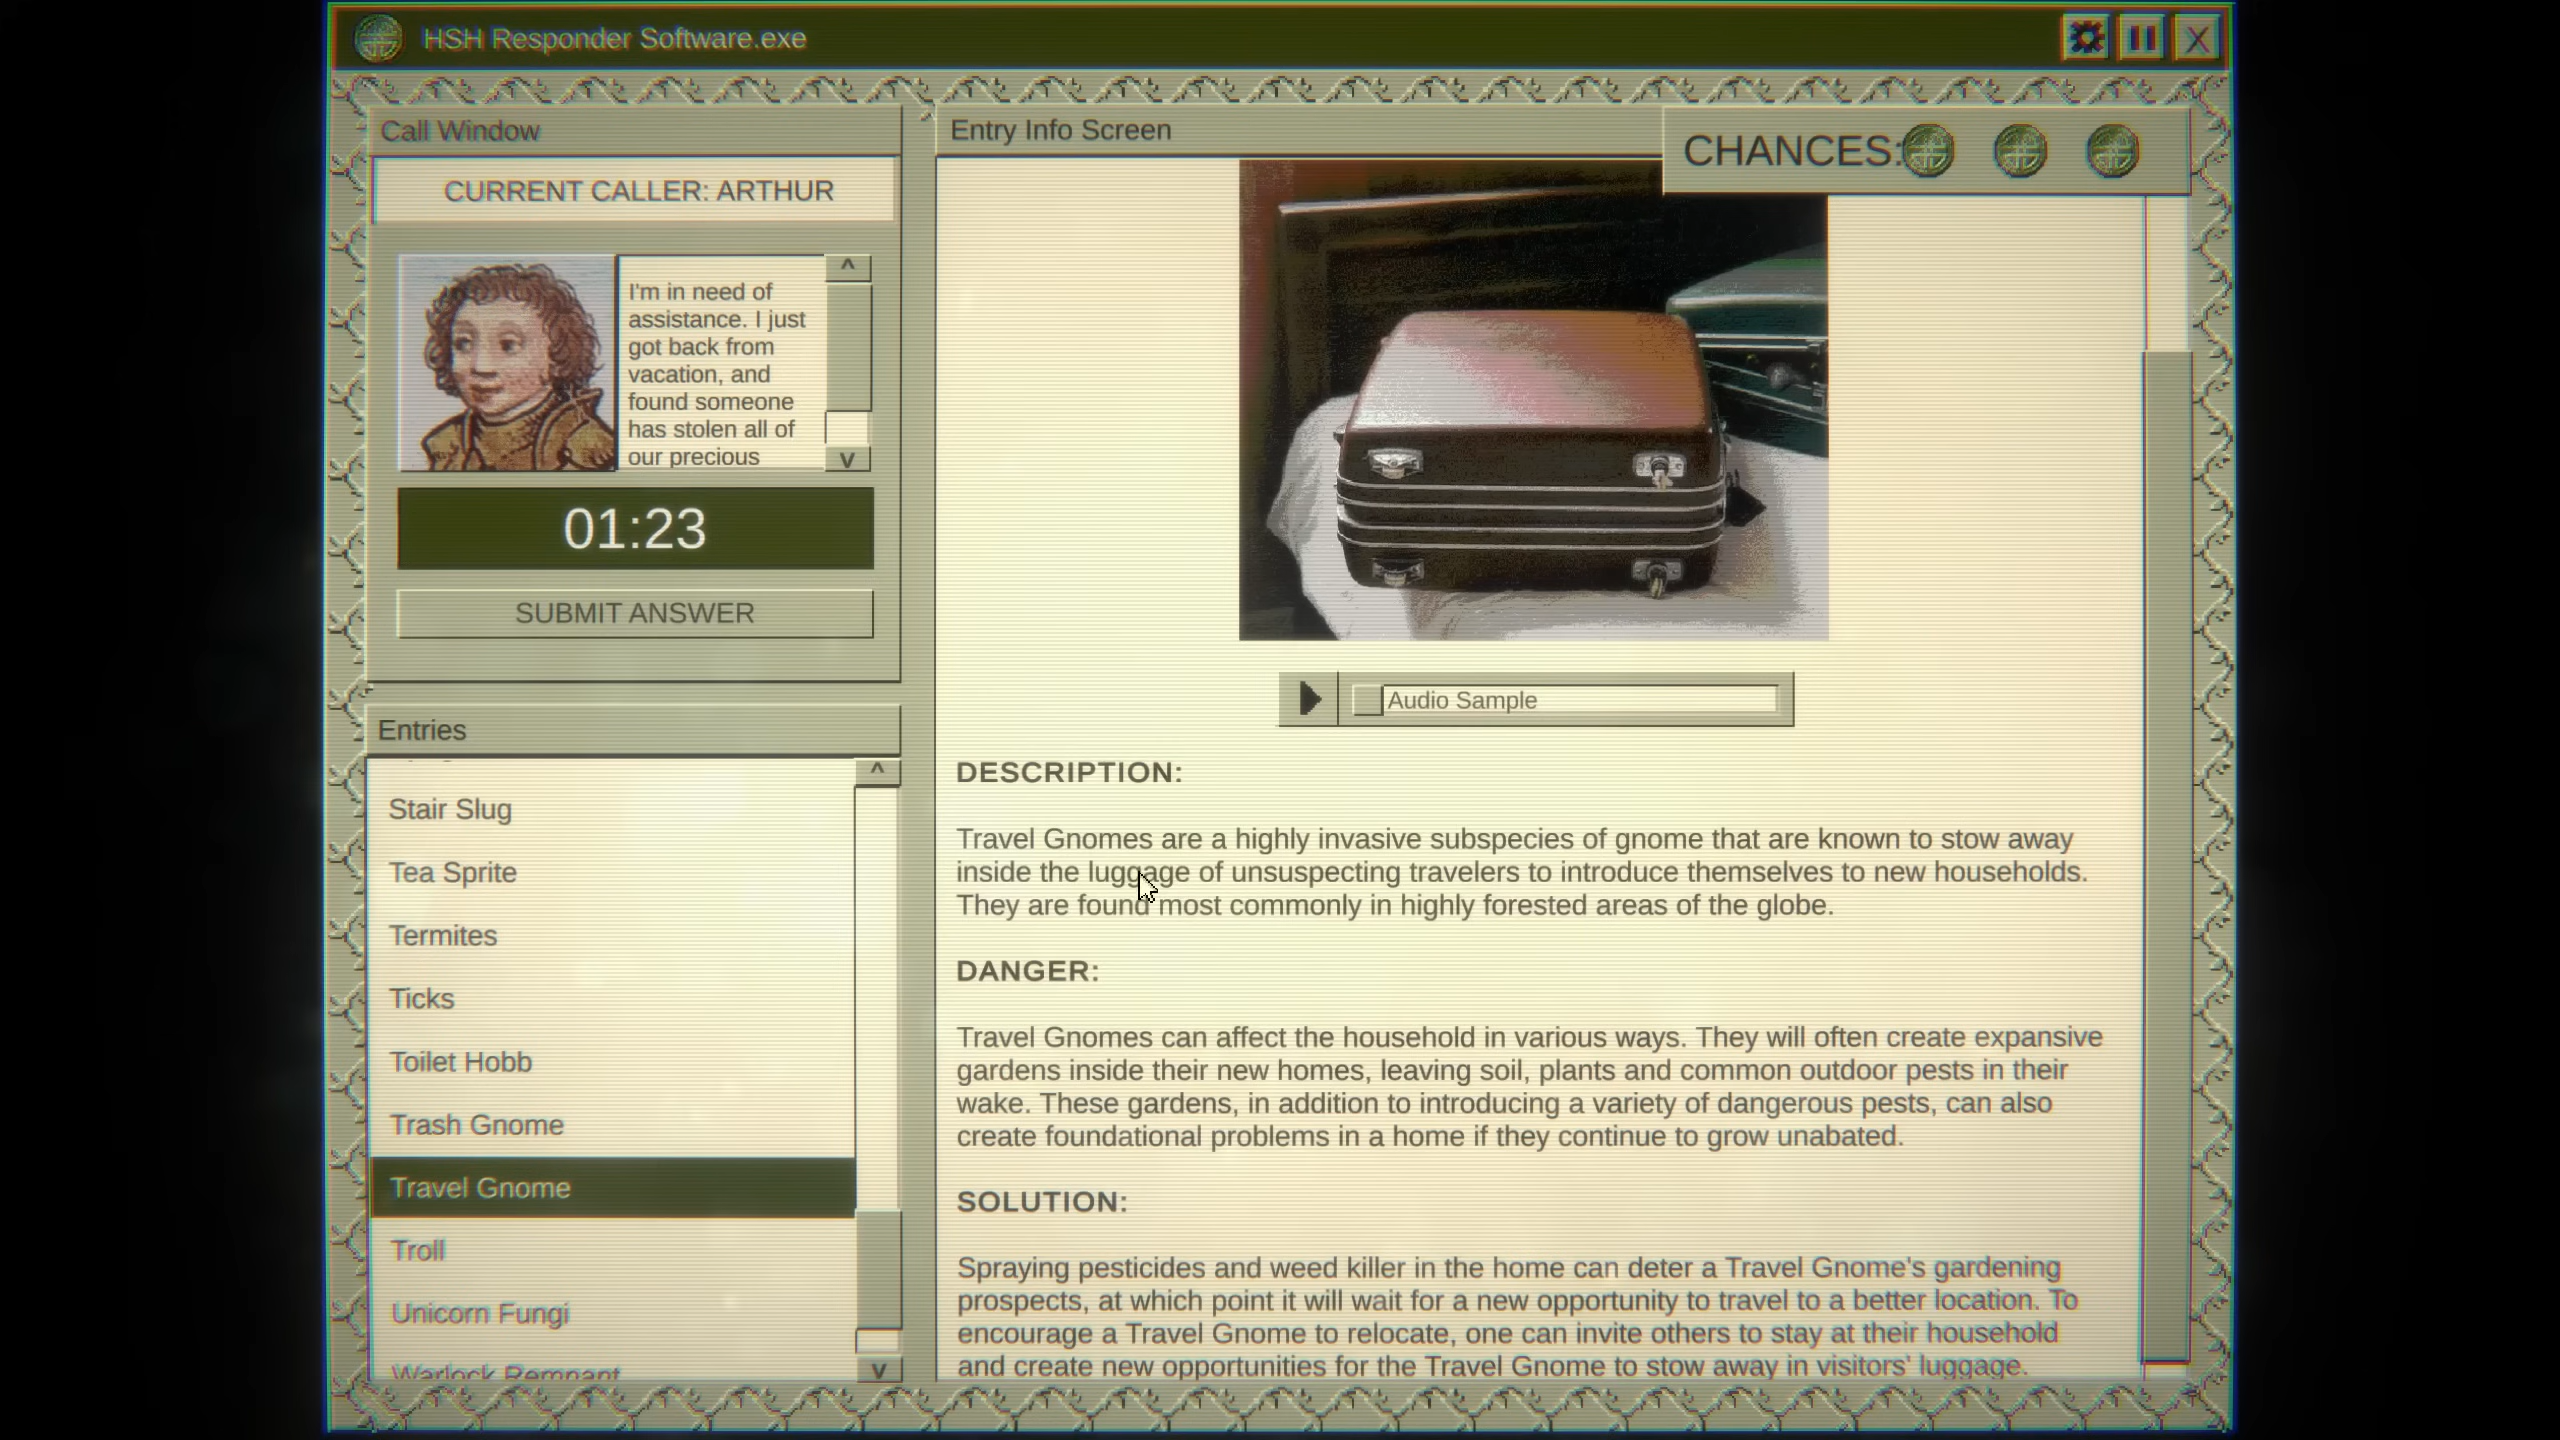 HSH Responder Software.exe
X
Call Window
CURRENT CALLER: ARTHUR
I'm in need of
assistance. I just
got back from
vacation, and
found someone
has stolen all of
our precious
01:23
SUBMIT ANSWER
Entries
Stair Slug
Tea Sprite
Termites
Ticks
Toilet Hobb
Trash Gnome
Travel Gnome
Troll
Unicorn Fungi
Warlock Remnant
Entry Info Screen
CHANCES:
Audio Sample
DESCRIPTION:
Travel Gnomes are a highly invasive subspecies of gnome that are known to stow away
inside the luggage of unsuspecting travelers to introduce themselves to new households.
They are found most commonly in highly forested areas of the globe.
DANGER:
Travel Gnomes can affect the household in various ways. They will often create expansive
gardens inside their new homes, leaving soil, plants and common outdoor pests in their
wake. These gardens, in addition to introducing a variety of dangerous pests, can also
create foundational problems in a home if they continue to grow unabated.
SOLUTION:
Spraying pesticides and weed killer in the home can deter a Travel Gnome's gardening
prospects, at which point it will wait for a new opportunity to travel to a better location. To
encourage a Travel Gnome to relocate, one can invite others to stay at their household
and create new opportunities for the Travel Gnome to stow away in visitors' luggage.